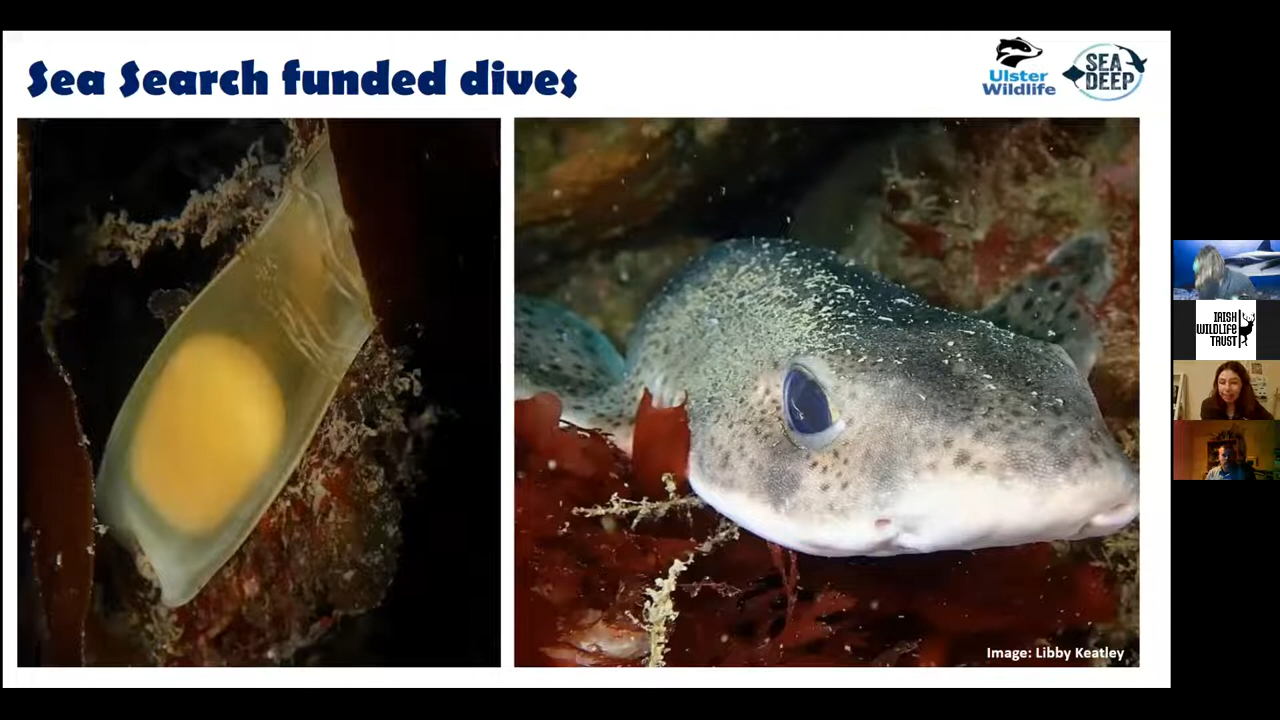 Sea Search funded dives
Ulster
Wildlife
SEA
DEEP
Image: Libby Keatley
IRISH
WILDLIFE
TRUST